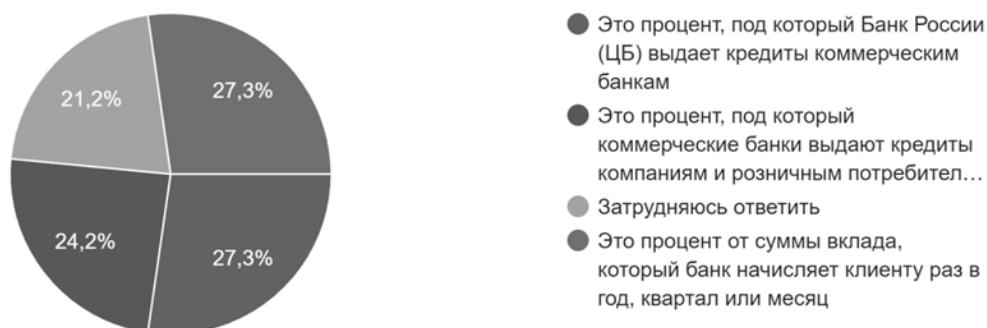 21,2%
27,3%
24,2%
27,3%
Это процент, под который Банк России
(ЦБ) выдает кредиты коммерческим
банкам
Это процент, под который
коммерческие банки выдают кредиты
компаниям и розничным потребител…
Затрудняюсь ответить
Это процент от суммы вклада,
который банк начисляет клиенту раз в
год, квартал или месяц